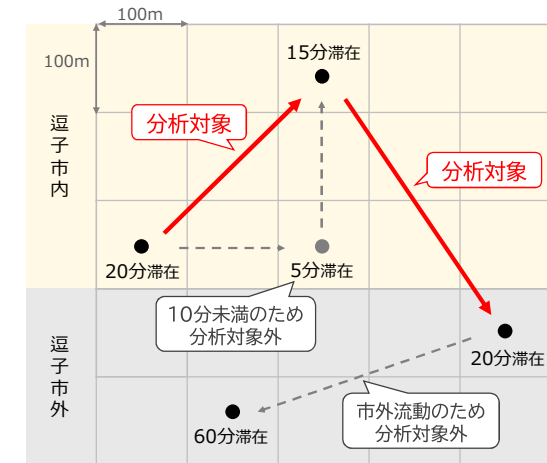 100m
100m
15分滞在
分析対象
分析対象
逗子市内
20分滞在
5分滞在
10分未満のため
分析対象外
20分滞在
逗子市外
市外流動のため
分析対象外
60分滞在